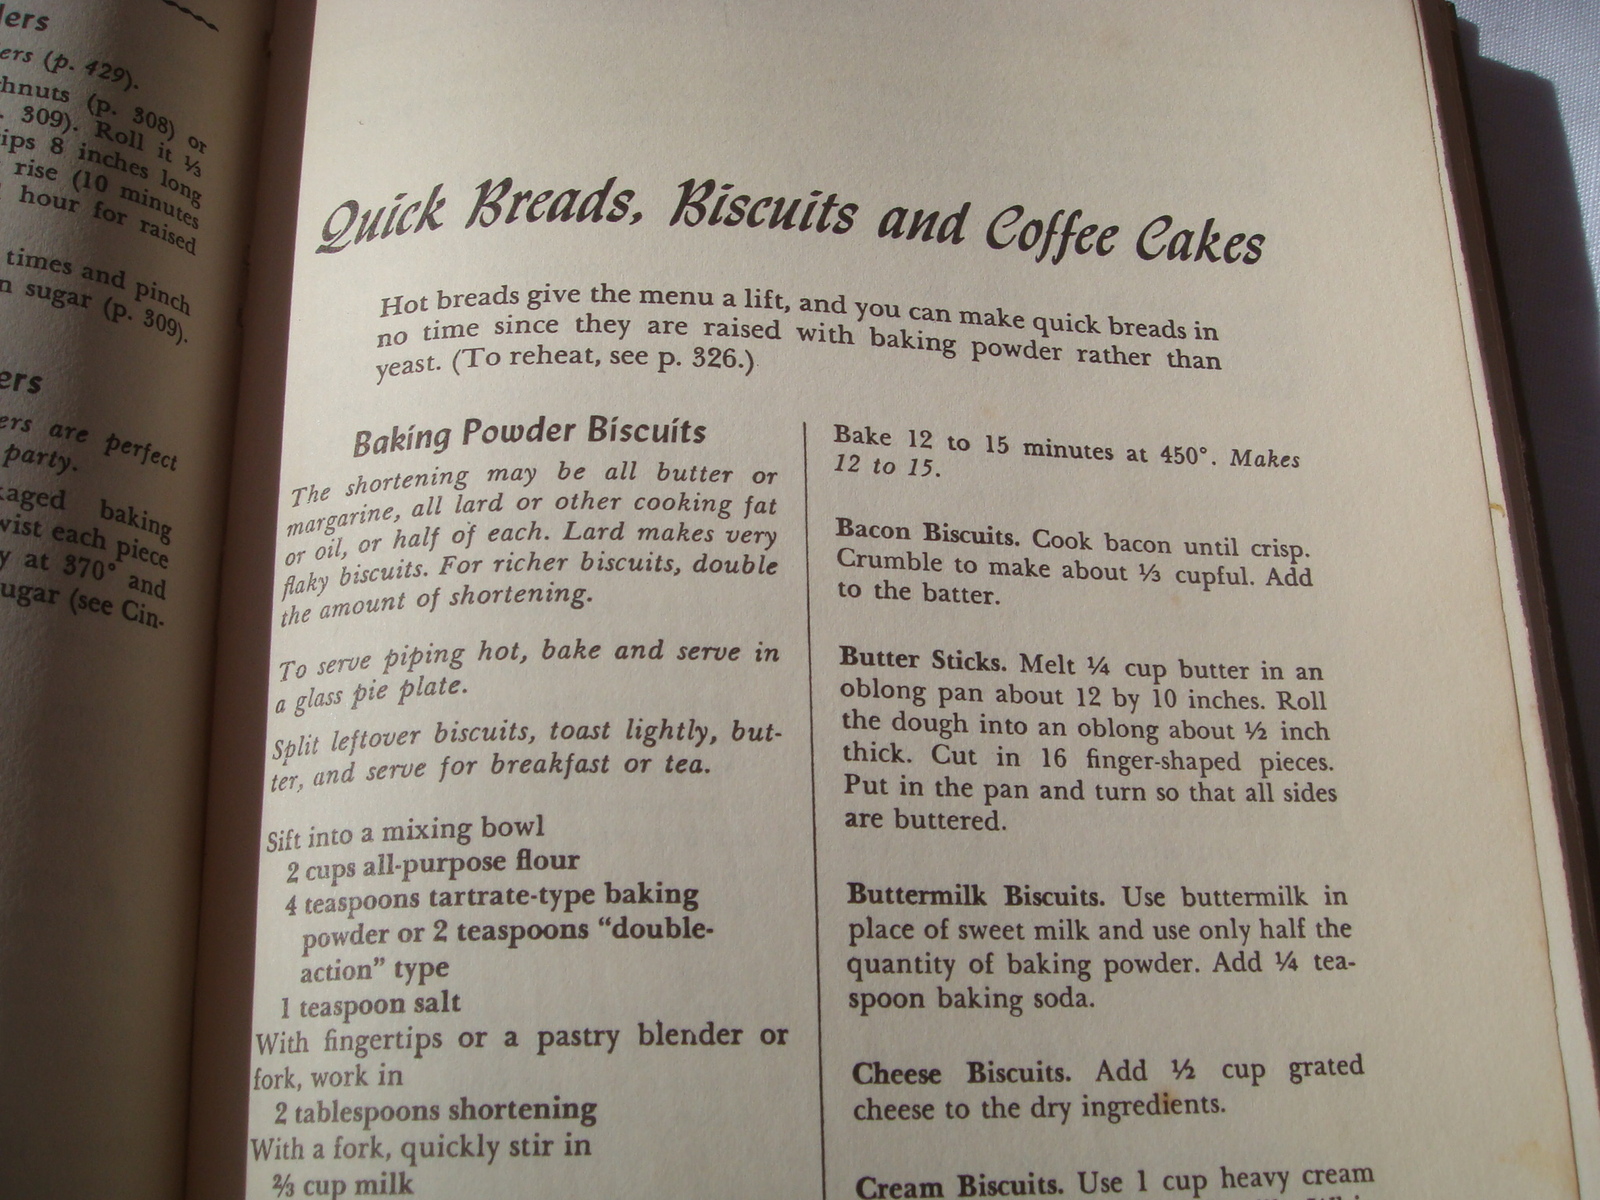 ers (p. 429).
hnuts (p. 308) or
309). Roll it ⅓
ips 8 inches long
rise (10 minutes
hour for raised
times and pinch
n sugar (p. 309).
ers
ers are perfect
party.
kaged baking
wist each piece
y at 370° and
ugar (see Cin-
Quick Breads, Biscuits and Coffee Cakes
Hot breads give the menu a lift, and you can make quick breads in
no time since they are raised with baking powder rather than
yeast. (To reheat, see p. 326.)
Baking Powder Biscuits
The shortening may be all butter or
margarine, all lard or other cooking fat
or oil, or half of each. Lard makes very
flaky biscuits. For richer biscuits, double
the amount of shortening.
To serve piping hot, bake and serve in
a glass pie plate.
Split leftover biscuits, toast lightly, but-
ter, and serve for breakfast or tea.
Sift into a mixing bowl
2 cups all-purpose flour
4 teaspoons tartrate-type baking
powder or 2 teaspoons “double-
action” type
1 teaspoon salt
With fingertips or a pastry blender or
fork, work in
2 tablespoons shortening
With a fork, quickly stir in
⅔ cup milk
Bake 12 to 15 minutes at 450°. Makes
12 to 15.
Bacon Biscuits. Cook bacon until crisp.
Crumble to make about ⅓ cupful. Add
to the batter.
Butter Sticks. Melt ¼ cup butter in an
oblong pan about 12 by 10 inches. Roll
the dough into an oblong about ½ inch
thick. Cut in 16 finger-shaped pieces.
Put in the pan and turn so that all sides
are buttered.
Buttermilk Biscuits. Use buttermilk in
place of sweet milk and use only half the
quantity of baking powder. Add ¼ tea-
spoon baking soda.
Cheese Biscuits. Add ½ cup grated
cheese to the dry ingredients.
Cream Biscuits. Use 1 cup heavy cream